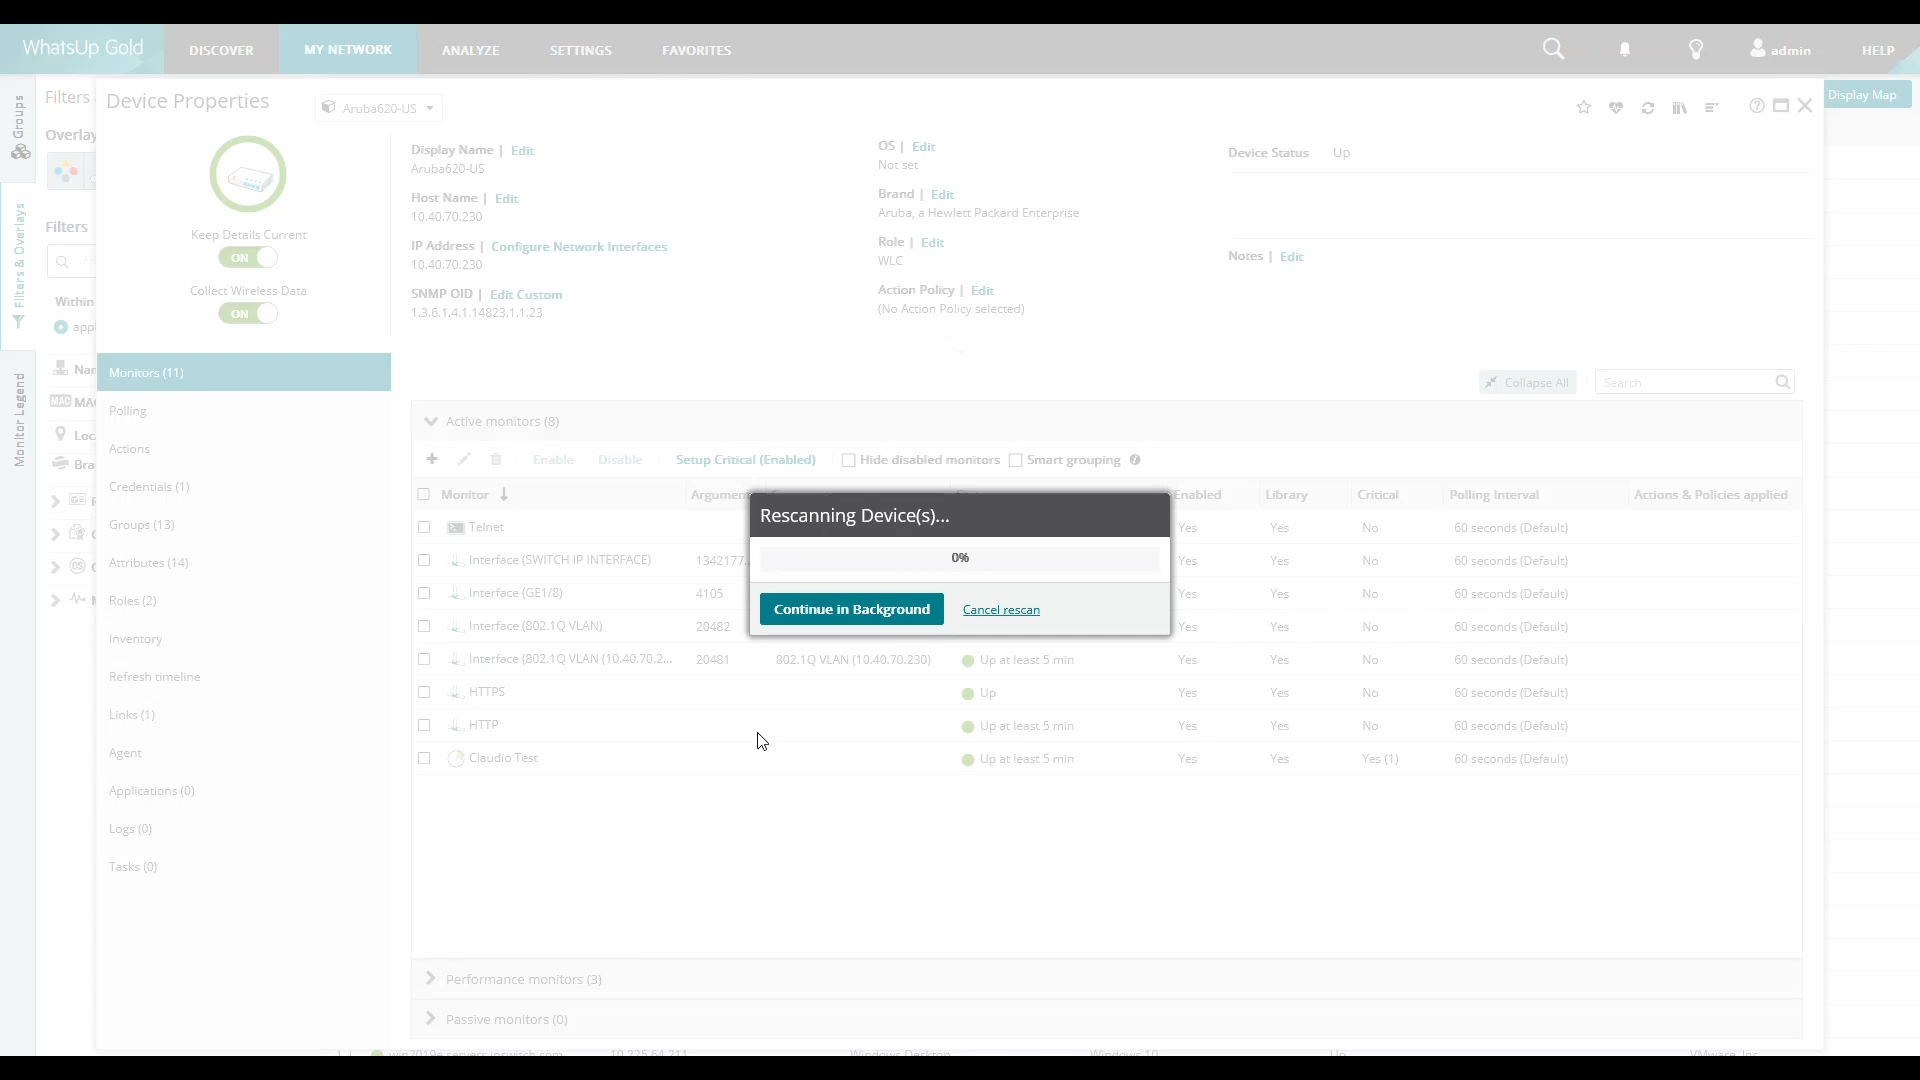 WhatsUp Gold
DISCOVER
MY NETWORK
ANALYZE
SETTINGS
FAVORITES
admin
HELP
Groups
Filters & Overlays
Monitor Legend
Filters
Overlay
Filters
Within
Device Properties
Aruba620-US
Display Map
Keep Details Current
ON
Collect Wireless Data
ON
Display Name | Edit
Aruba620-US
Host Name | Edit
10.40.70.230
IP Address | Configure Network Interfaces
10.40.70.230
SNMP OID | Edit Custom
1.3.6.1.4.1.14823.1.1.23
OS | Edit
Not set
Brand | Edit
Aruba, a Hewlett Packard Enterprise
Role | Edit
WLC
Action Policy | Edit
(No Action Policy selected)
Device Status Up
Notes | Edit
Monitors (11)
Polling
Actions
Credentials (1)
Groups (13)
Attributes (14)
Roles (2)
Inventory
Refresh timeline
Links (1)
Agent
Applications (0)
Logs (0)
Tasks (0)
Collapse All
Search
Active monitors (8)
Enable Disable Setup Critical (Enabled) Hide disabled monitors Smart grouping
Monitor Argument Enabled Library Critical Polling Interval Actions & Policies applied
Telnet Yes Yes No 60 seconds (Default)
Interface (SWITCH IP INTERFACE) 1342177... Yes Yes No 60 seconds (Default)
Interface (GE1/8) 4105 Yes Yes No 60 seconds (Default)
Interface (802.1Q VLAN) 20482 Yes Yes No 60 seconds (Default)
Interface (802.1Q VLAN (10.40.70.2... 20481 802.1Q VLAN (10.40.70.230) Up at least 5 min Yes Yes No 60 seconds (Default)
HTTPS Up Yes Yes No 60 seconds (Default)
HTTP Up at least 5 min Yes Yes No 60 seconds (Default)
Claudio Test Up at least 5 min Yes Yes Yes (1) 60 seconds (Default)
Rescanning Device(s)...
0%
Continue in Background
Cancel rescan
Performance monitors (3)
Passive monitors (0)